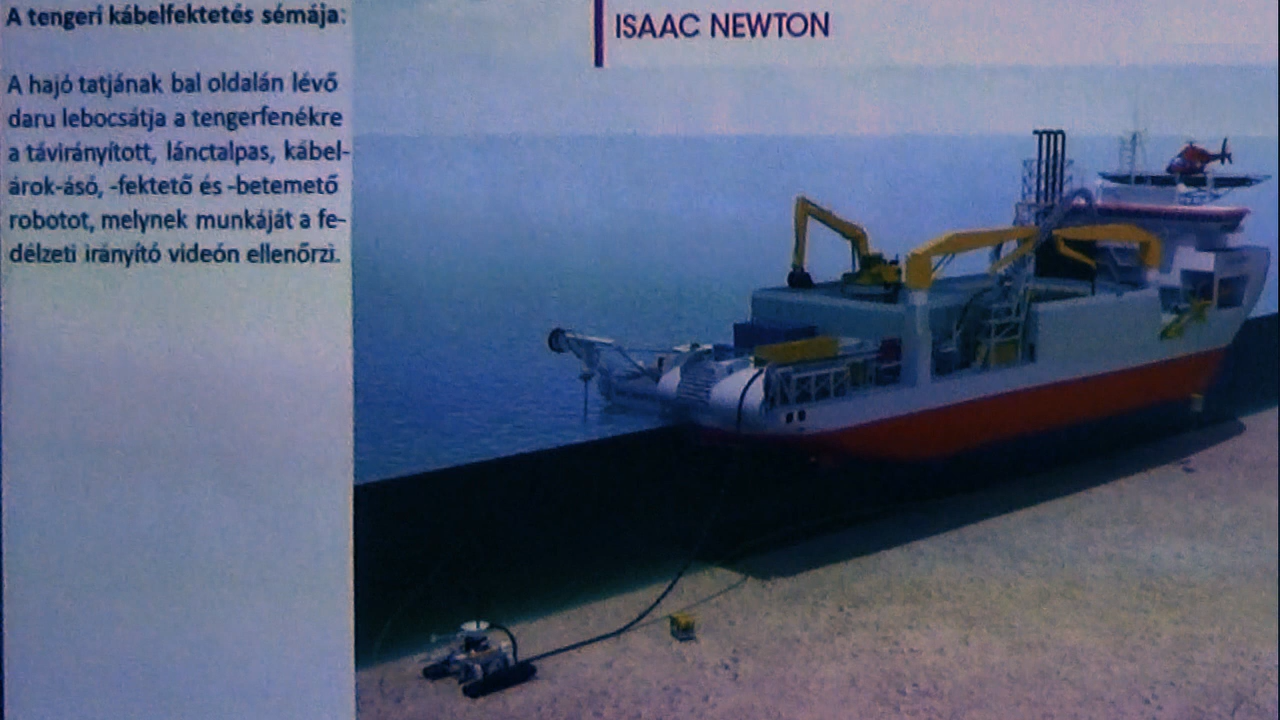 A tengeri kábelfektetés sémája:
ISAAC NEWTON
A hajó tatjának bal oldalán lévő
daru lebocsátja a tengerfenékre
a távirányított, lánctalpas, kábel-
árok-ásó, -fektető és -betemető
robotot, melynek munkáját a fe-
délzeti irányító videón ellenőrzi.